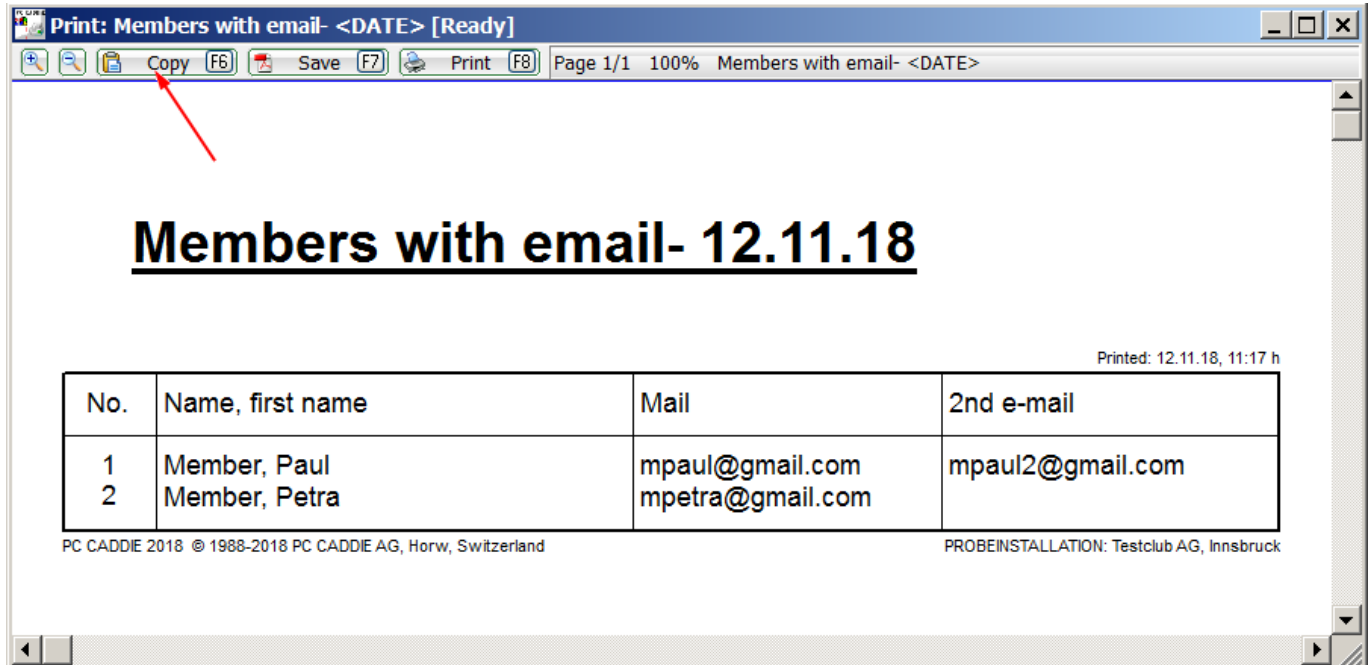 Print: Members with email- <DATE> [Ready]
Copy F6 Save F7 Print F8 Page 1/1 100% Members with email- <DATE>
Members with email- 12.11.18
Printed: 12.11.18, 11:17 h
No. Name, first name Mail 2nd e-mail
1 Member, Paul mpaul@gmail.com mpaul2@gmail.com
2 Member, Petra mpetra@gmail.com
PC CADDIE 2018 © 1988-2018 PC CADDIE AG, Horw, Switzerland PROBEINSTALLATION: Testclub AG, Innsbruck